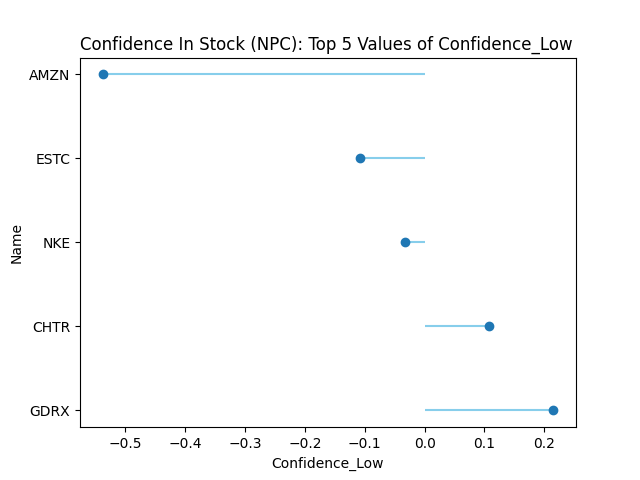 Confidence In Stock (NPC): Top 5 Values of Confidence_Low
AMZN
ESTC
NKE
CHTR
GDRX
Name
−0.5 −0.4 −0.3 −0.2 −0.1 0.0 0.1 0.2
Confidence_Low